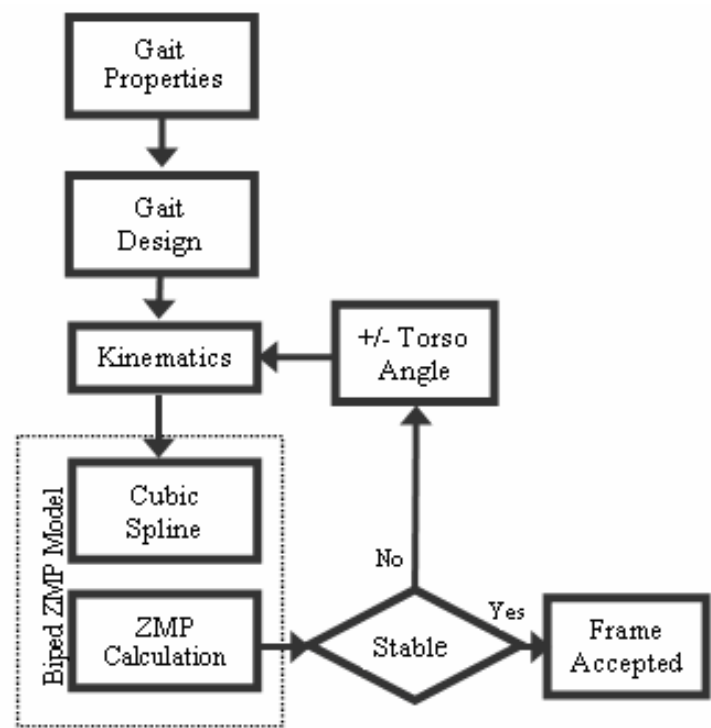 Gait
Properties
Gait
Design
Kinematics
+/- Torso
Angle
Biped ZMP Model
Cubic
Spline
ZMP
Calculation
No
Stable
Yes
Frame
Accepted